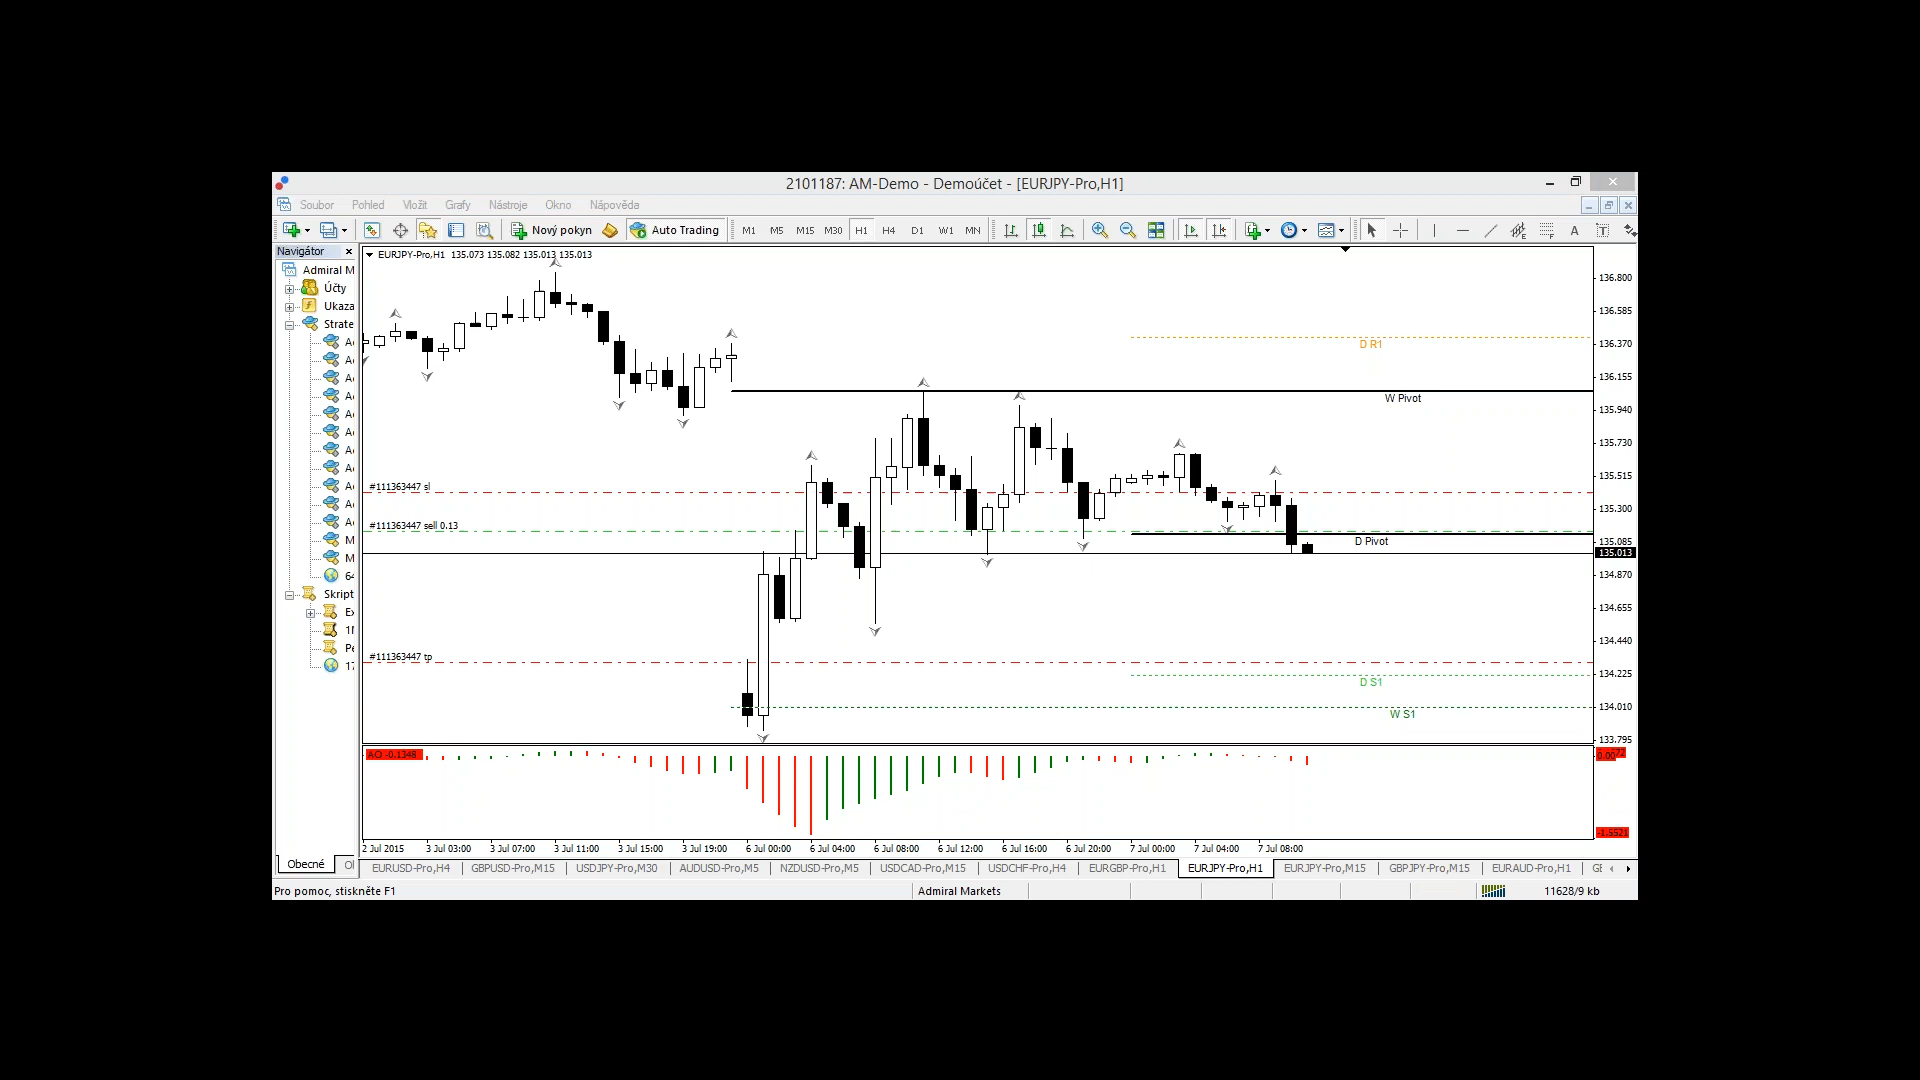 2101187: AM-Demo - Demoúčet - [EURJPY-Pro,H1]
Soubor Pohled Vložit Grafy Nástroje Okno Nápověda
Nový pokyn Auto Trading M1 M5 M15 M30 H1 H4 D1 W1 MN
Navigátor
Admiral M
Účty
Ukaza
Strate
Skript
Obecné
EURJPY-Pro,H1 135.073 135.082 135.013 135.013
D R1
W Pivot
#111363447 sl
#111363447 sell 0.13
D Pivot
#111363447 tp
D S1
W S1
136.800
136.585
136.370
136.155
135.940
135.730
135.515
135.300
135.085
135.013
134.870
134.655
134.440
134.225
134.010
133.795
-1.5521
2 Jul 2015 3 Jul 03:00 3 Jul 07:00 3 Jul 11:00 3 Jul 15:00 3 Jul 19:00 6 Jul 00:00 6 Jul 04:00 6 Jul 08:00 6 Jul 12:00 6 Jul 16:00 6 Jul 20:00 7 Jul 00:00 7 Jul 04:00 7 Jul 08:00
EURUSD-Pro,H4 GBPUSD-Pro,M15 USDJPY-Pro,M30 AUDUSD-Pro,M5 NZDUSD-Pro,M5 USDCAD-Pro,M15 USDCHF-Pro,H4 EURGBP-Pro,H1 EURJPY-Pro,H1 EURJPY-Pro,M15 GBPJPY-Pro,M15 EURAUD-Pro,H1
Pro pomoc, stiskněte F1 Admiral Markets 11628/9 kb